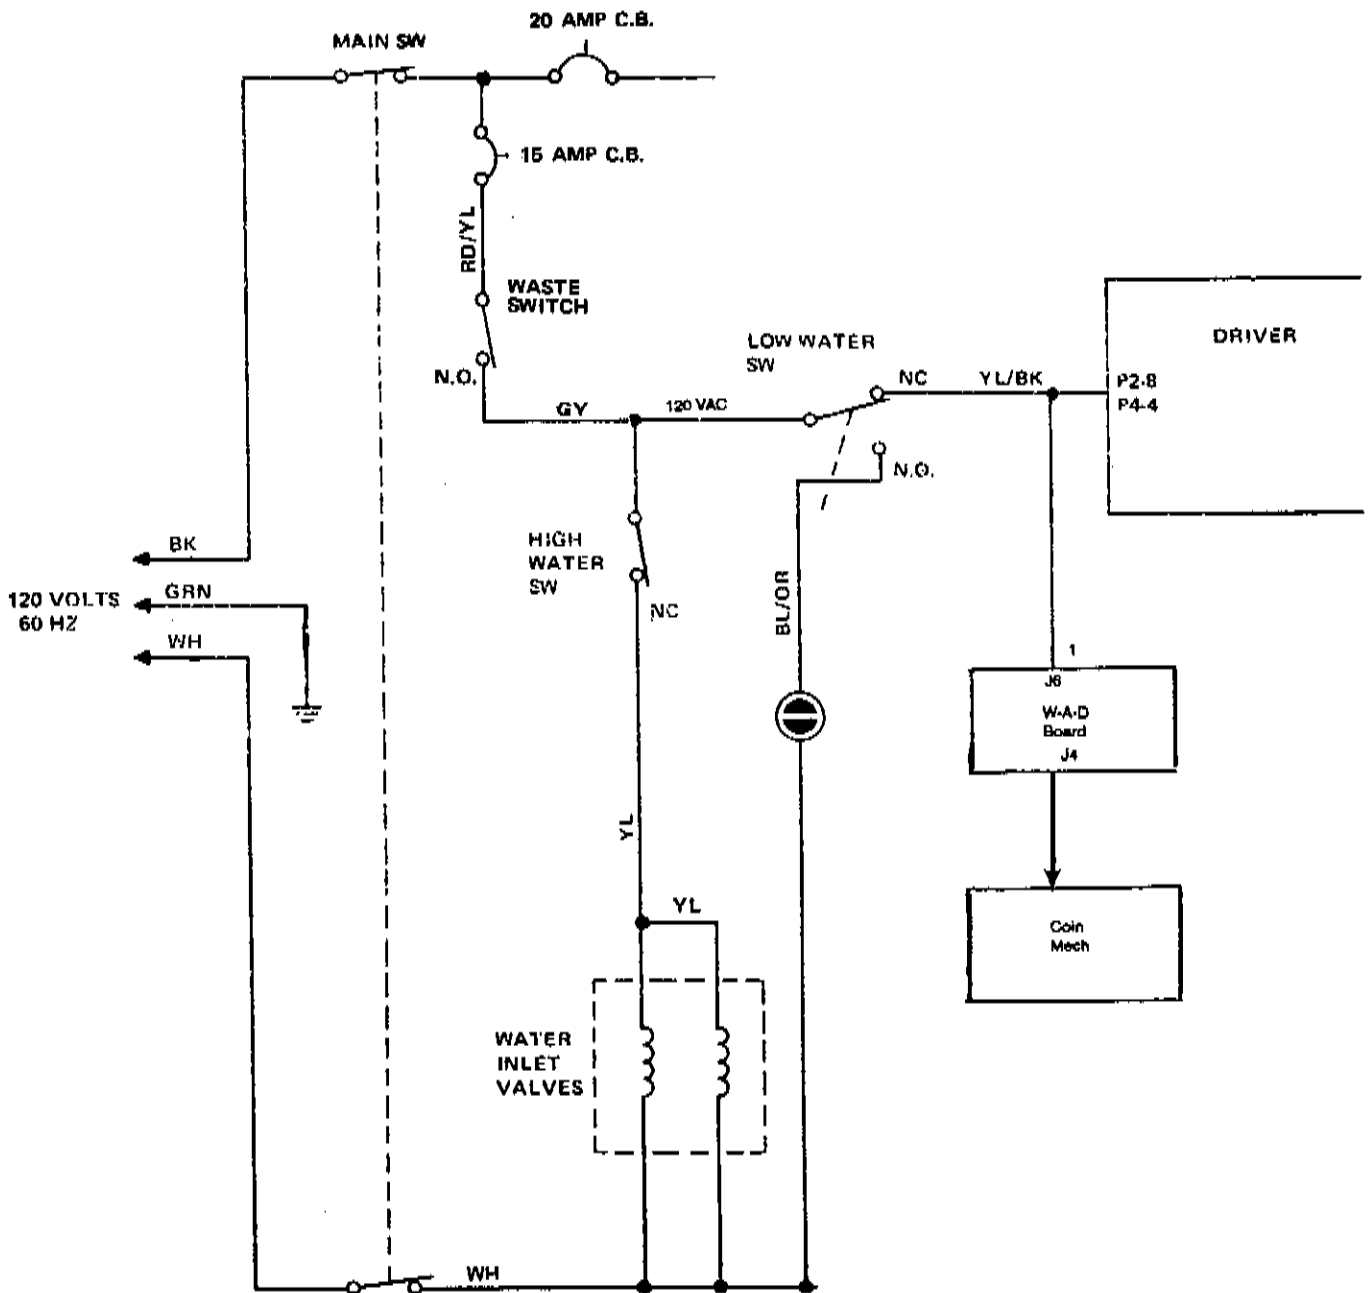 20 AMP C.B.
MAIN SW
15 AMP C.B.
RD/YL
WASTE
SWITCH
N.O.
GY
120 VAC
LOW WATER
SW
NC
YL/BK
DRIVER
P2-8
P4-4
N.O.
HIGH
WATER
SW
NC
BL/OR
BK
120 VOLTS
60 HZ
GRN
WH
1
J6
W-A-D
Board
J4
YL
YL
Coin
Mech
WATER
INLET
VALVES
WH